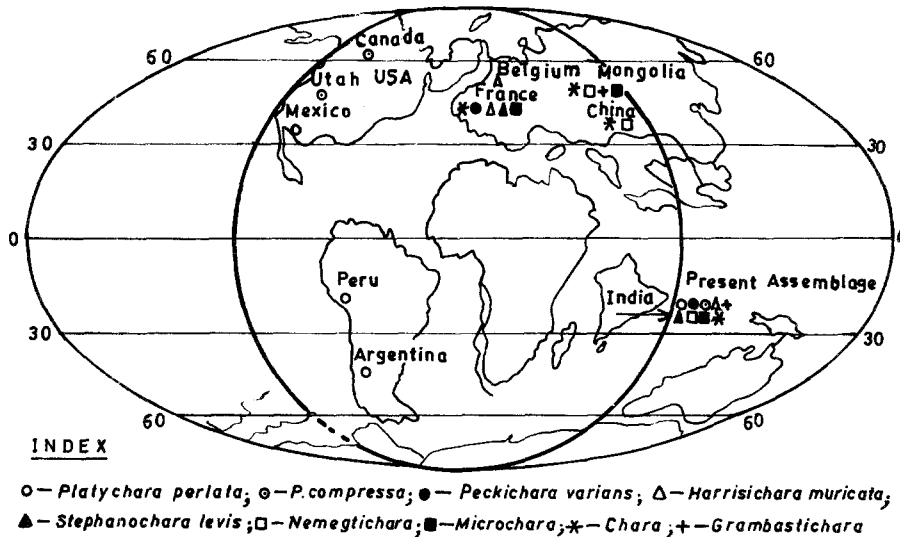 Canada
60
60
Utah USA
Belgium Mongolia
France
Mexico
China
30
30
0
Peru
India
Present Assemblage
30
30
Argentina
60
60
INDEX
○— Platychara perlata; ⊙—P. compressa; ●— Peckichara varians; △—Harrisichara muricata;
▲— Stephanochara levis; □—Nemegtichara; ■—Microchara; *— Chara; +—Grambastichara